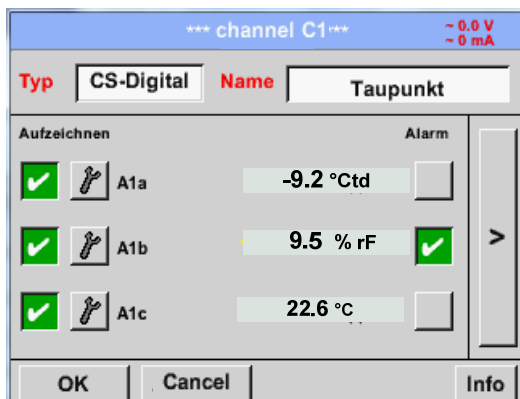 *** channel C1 ***
~ 0.0 V
~ 0 mA
Typ CS-Digital Name Taupunkt
Aufzeichnen Alarm
A1a -9.2 °Ctd
A1b 9.5 % rF
>
A1c 22.6 °C
OK Cancel Info